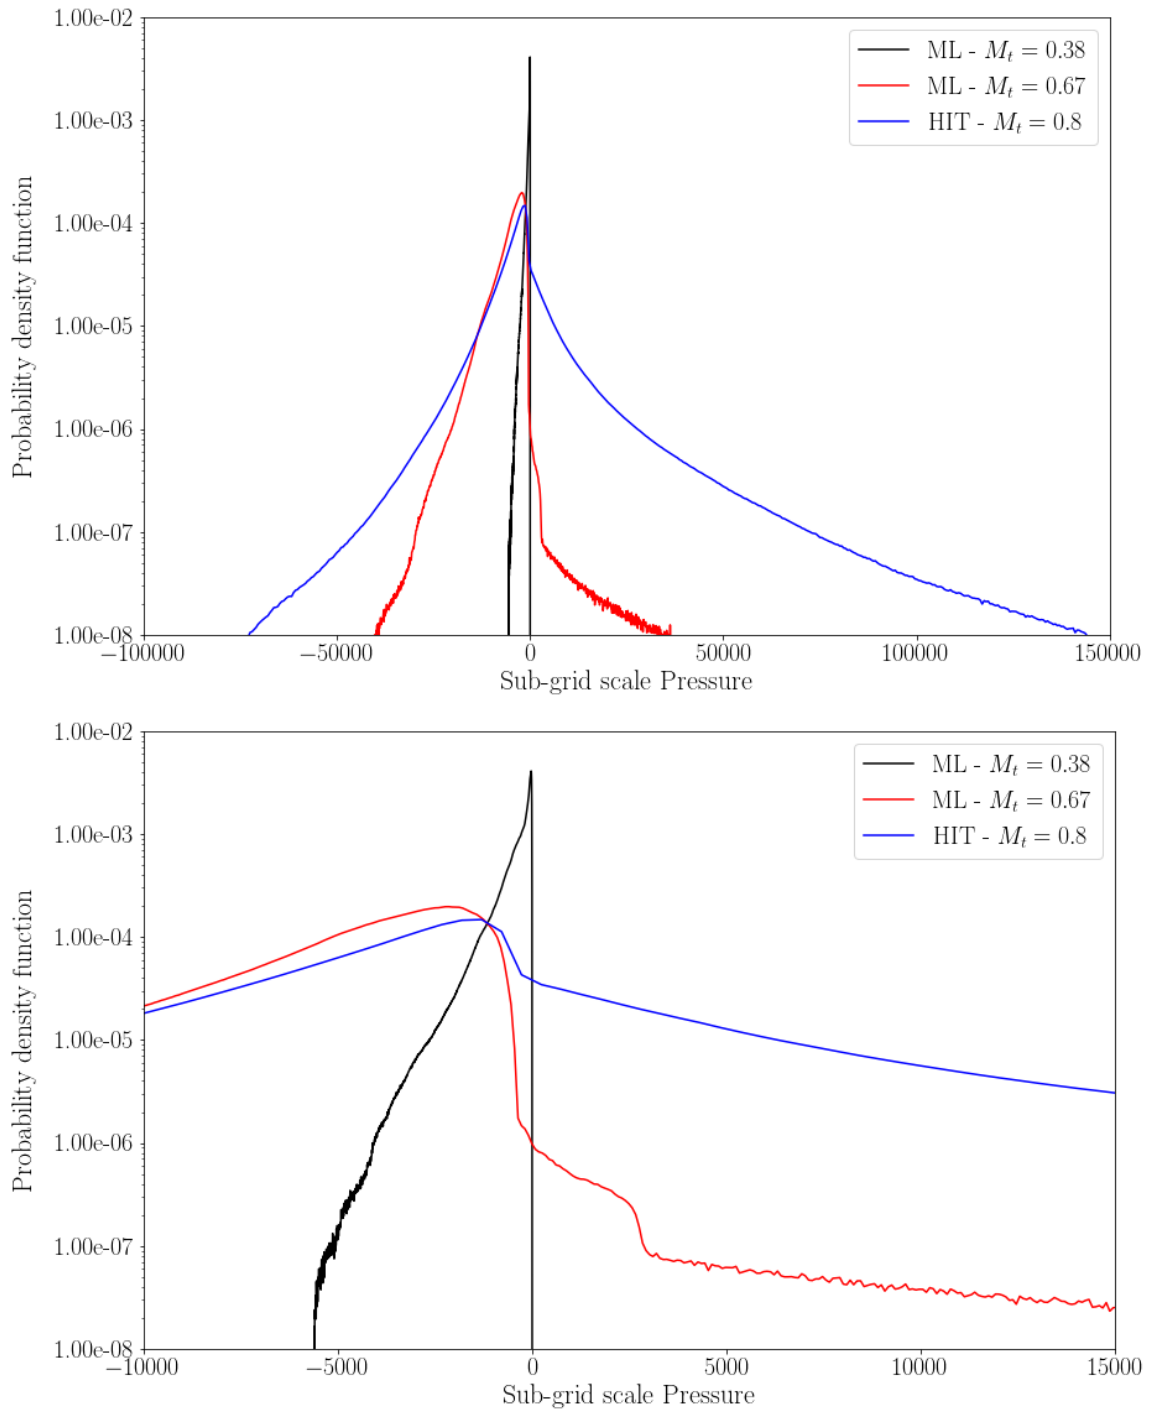 1.00e-02
1.00e-03
1.00e-04
1.00e-05
1.00e-06
1.00e-07
1.00e-08
Probability density function
ML - M_t = 0.38
ML - M_t = 0.67
HIT - M_t = 0.8
−100000 −50000 0 50000 100000 150000
Sub-grid scale Pressure
1.00e-02
1.00e-03
1.00e-04
1.00e-05
1.00e-06
1.00e-07
1.00e-08
Probability density function
ML - M_t = 0.38
ML - M_t = 0.67
HIT - M_t = 0.8
−10000 −5000 0 5000 10000 15000
Sub-grid scale Pressure